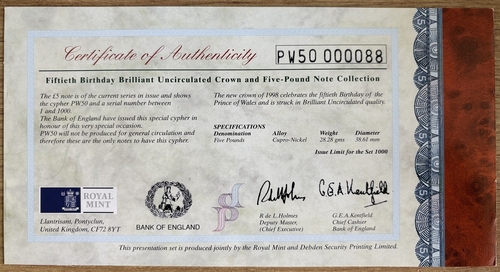 Certificate of Authenticity
PW50 000088
Fiftieth Birthday Brilliant Uncirculated Crown and Five-Pound Note Collection
The £5 note is of the current series in issue and shows
the cypher PW50 and a serial number between
1 and 1000.
The Bank of England have issued this special cypher in
honour of this very special occasion.
PW50 will not be produced for general circulation and
therefore these are the only notes to have this cypher.
The new crown of 1998 celebrates the fiftieth Birthday of the
Prince of Wales and is struck in Brilliant Uncirculated quality.
SPECIFICATIONS
Denomination Alloy Weight Diameter
Five Pounds Cupro-Nickel 28.28 gms 38.61 mm
Issue Limit for the Set 1000
ROYAL
MINT
Llantrisant, Pontyclun,
United Kingdom, CF72 8YT
BANK OF ENGLAND
R de L. Holmes
Deputy Master,
(Chief Executive)
G.E.A. Kentfield
G.E.A. Kentfield
Chief Cashier
Bank of England
This presentation set is produced jointly by the Royal Mint and Debden Security Printing Limited.